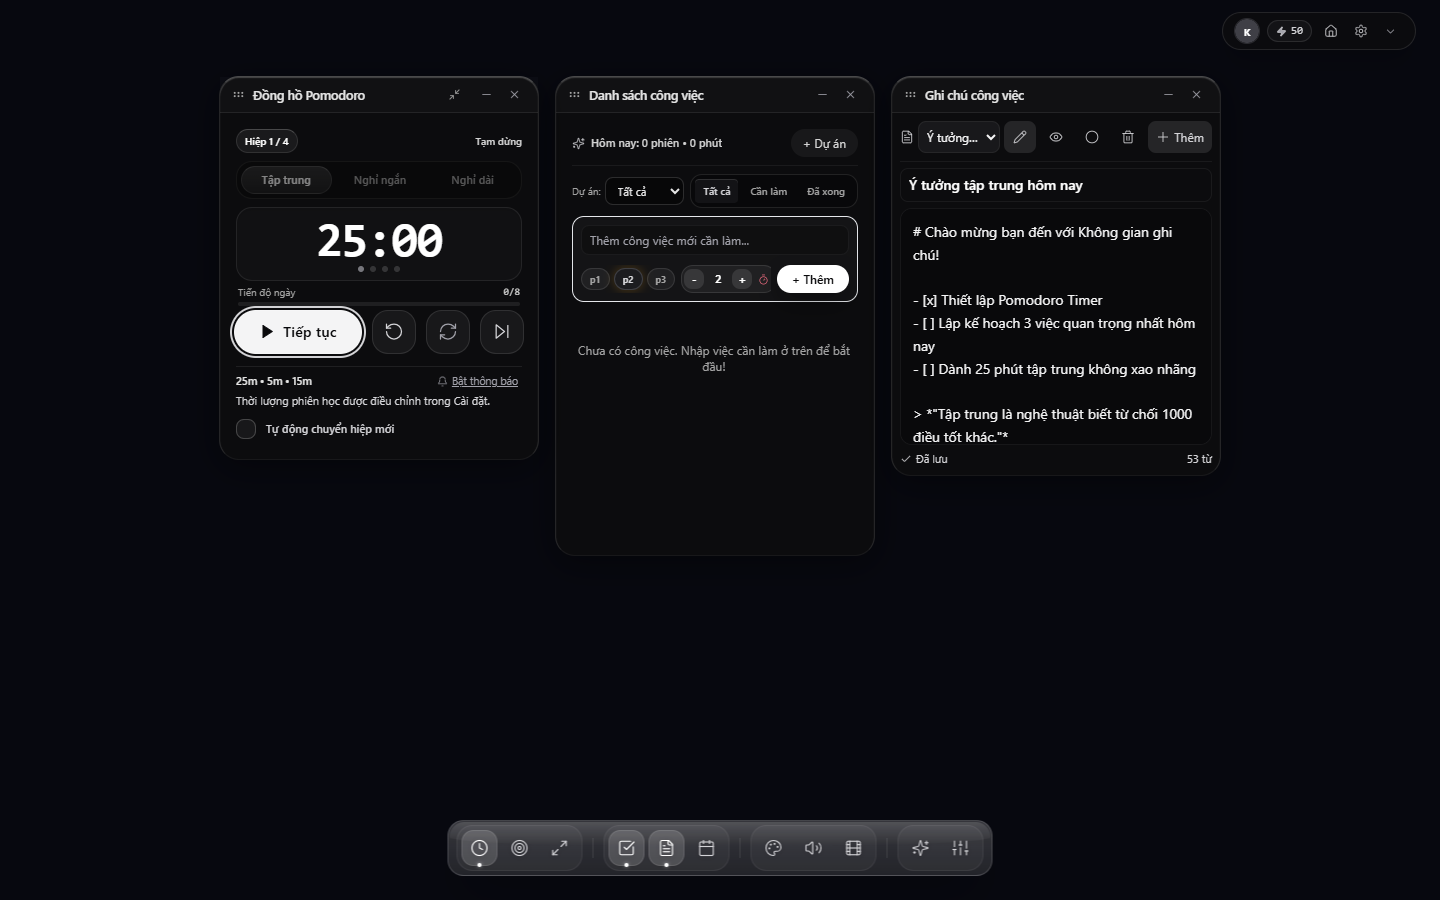 K
50
Đồng hồ Pomodoro
Hiệp 1 / 4
Tạm dừng
Tập trung
Nghỉ ngắn
Nghỉ dài
25:00
Tiến độ ngày
0/8
Tiếp tục
25m • 5m • 15m
Bật thông báo
Thời lượng phiên học được điều chỉnh trong Cài đặt.
Tự động chuyển hiệp mới
Danh sách công việc
Hôm nay: 0 phiên • 0 phút
+ Dự án
Dự án:
Tất cả
Tất cả
Cần làm
Đã xong
Thêm công việc mới cần làm...
p1
p2
p3
-
2
+
+ Thêm
Chưa có công việc. Nhập việc cần làm ở trên để bắt
đầu!
Ghi chú công việc
Ý tưởng...
Thêm
Ý tưởng tập trung hôm nay
# Chào mừng bạn đến với Không gian ghi
chú!
- [x] Thiết lập Pomodoro Timer
- [ ] Lập kế hoạch 3 việc quan trọng nhất hôm
nay
- [ ] Dành 25 phút tập trung không xao nhãng
> *"Tập trung là nghệ thuật biết từ chối 1000
điều tốt khác."*
Đã lưu
53 từ